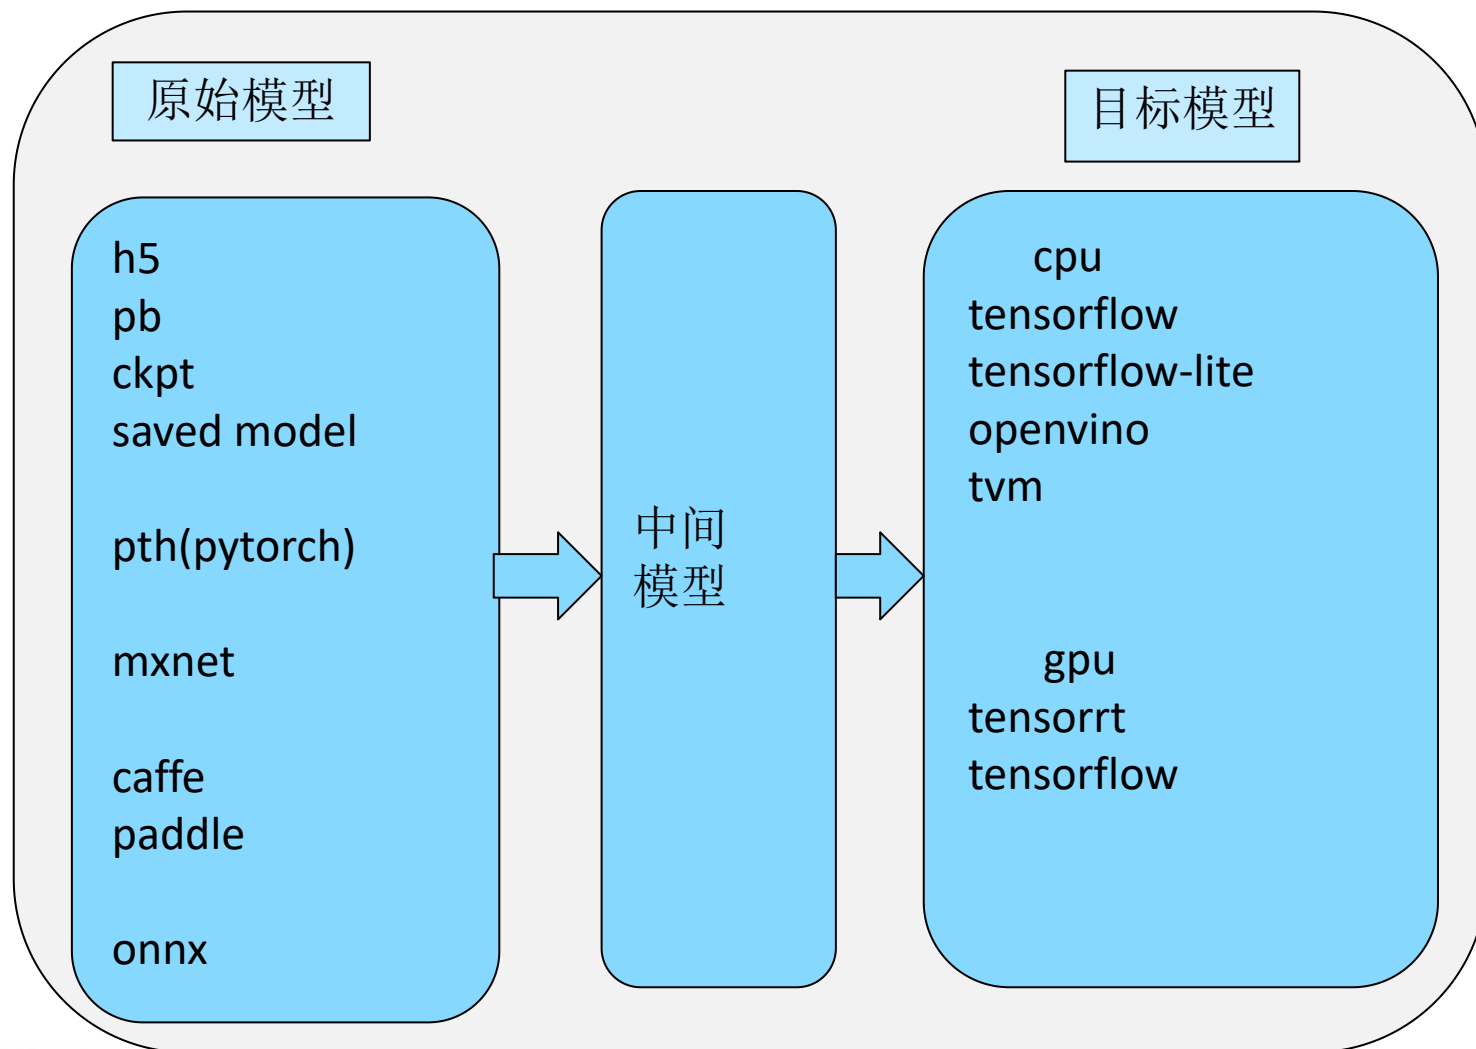 原始模型
h5
pb
ckpt
saved model
pth(pytorch)
mxnet
caffe
paddle
onnx
中间
模型
目标模型
cpu
tensorflow
tensorflow-lite
openvino
tvm
gpu
tensorrt
tensorflow